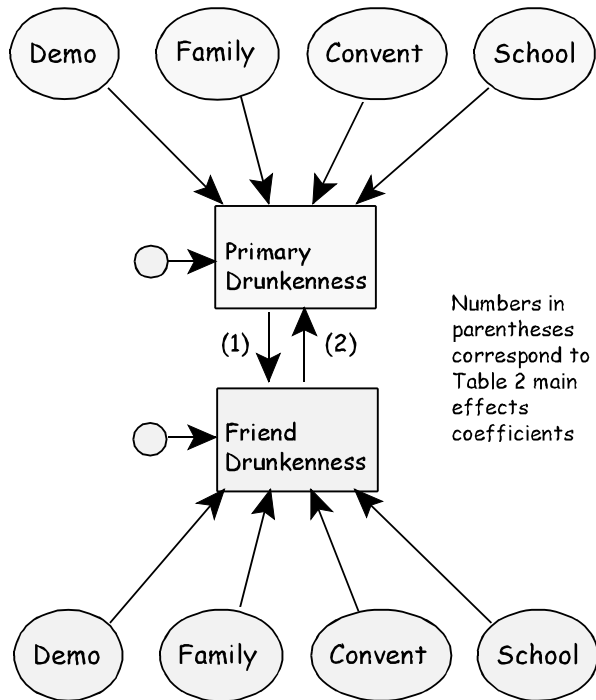 Demo
Family
Convent
School
Primary
Drunkenness
(1)
(2)
Numbers in
parentheses
correspond to
Table 2 main
effects
coefficients
Friend
Drunkenness
Demo
Family
Convent
School